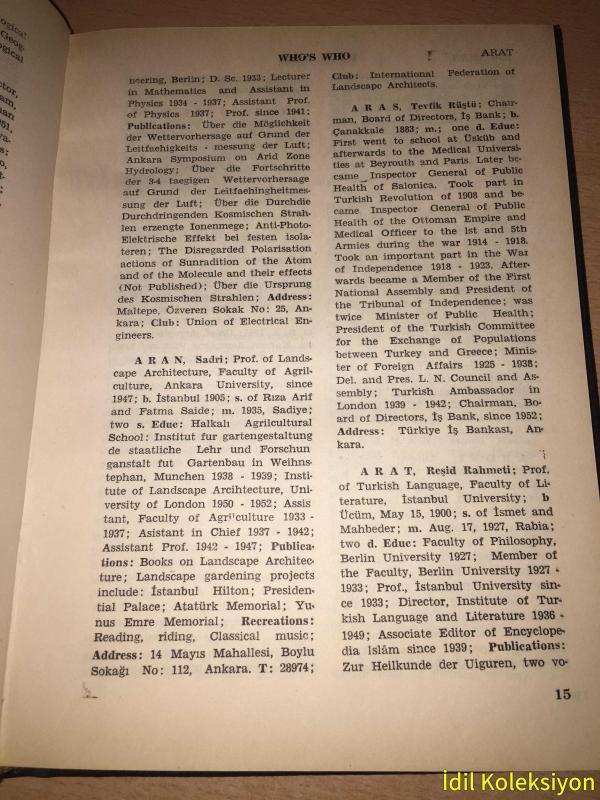 WHO'S WHO
ARAT
neering, Berlin; D. Sc. 1933; Lecturer
in Mathematics and Assistant in
Physics 1934 - 1937; Assistant Prof.
of Physics 1937; Prof. since 1941;
Publications: Über die Möglichkeit
der Wettervorhersage auf Grund der
Leitfaehigkeits - messung der Luft;
Ankara Symposium on Arid Zone
Hydrology; Über die Fortschritte
der 3-4 taegigen Wettervorhersage
auf Grund der Leitfaehingheitmes-
sung der Luft; Über die Durchdie
Durchdringenden Kosmischen Strah-
len erzengte Ionenmege; Anti-Photo-
Elektrische Effekt bei festen isola-
teren; The Disregarded Polarisation
actions of Sunradition of the Atom
and of the Molecule and their effects
(Not Published); Über die Ursprung
des Kosmischen Strahlen; Address:
Maltepe, Özveren Sokak No: 25, An-
kara; Club: Union of Electrical En-
gineers.
ARAN, Sadri; Prof. of Lands-
cape Architecture, Faculty of Agril-
culture, Ankara University, since
1947; b. İstanbul 1905; s. of Rıza Arif
and Fatma Saide; m. 1935, Sadiye;
two s. Educ: Halkalı Agrilcultural
School: Institut fur gartengestaltung
de staatliche Lehr und Forschun
ganstalt fut Gartenbau in Weihns-
tephan, Munchen 1938 - 1939; Insti-
tute of Landscape Arcihtecture, Uni-
versity of London 1950 - 1952; Assis
tant, Faculty of Agriculture 1933 -
1937; Asistant in Chief 1937 - 1942;
Assistant Prof. 1942 - 1947; Publica-
tions: Books on Landscape Architec-
ture; Landscape gardening projects
include: İstanbul Hilton; Presiden-
tial Palace; Atatürk Memorial; Yu-
nus Emre Memorial; Recreations:
Reading, riding, Classical music;
Address: 14 Mayıs Mahallesi, Boylu
Sokağı No: 112, Ankara. T: 28974;
Club: International Federation of
Landscape Architects.
ARAS, Tevfik Rüştü; Chair-
man, Board of Directors, İş Bank; b.
Çanakkale 1883; m.; one d. Educ:
First went to school at Üsküb and
afterwards to the Medical Universi-
ties at Beyrouth and Paris. Later be-
came Inspector General of Public
Health of Salonica. Took part in
Turkish Revolution of 1908 and be-
came Inspector General of Public
Health of the Ottoman Empire and
Medical Officer to the 1st and 5th
Armies during the war 1914 - 1918.
Took an important part in the War
of Independence 1918 - 1923. After-
wards became a Member of the First
National Assembly and President of
the Tribunal of Independence; was
twice Minister of Public Health;
President of the Turkish Committee
for the Exchange of Populations
between Turkey and Greece; Minis-
ter of Foreign Affairs 1925 - 1938;
Del. and Pres. L N. Council and As-
sembly; Turkish Ambassador in
London 1939 - 1942; Chairman, Bo-
ard of Directors, İş Bank, since 1952;
Address: Türkiye İş Bankası, An-
kara.
ARAT, Reşid Rahmeti; Prof.
of Turkish Language, Faculty of Li-
terature, İstanbul University; b
Ücüm, May 15, 1900; s. of İsmet and
Mahbeder; m. Aug. 17, 1927, Rabia;
two d. Educ: Faculty of Philosophy,
Berlin University 1927; Member of
the Faculty, Berlin University 1927 -
1933; Prof., İstanbul University sin-
ce 1933; Director, Institute of Tur-
kish Language and Literature 1936 -
1949; Associate Editor of Encyclope-
dia islâm since 1939; Publications:
Zur Heilkunde der Uiguren, two vo-
15
İdil Koleksiyon